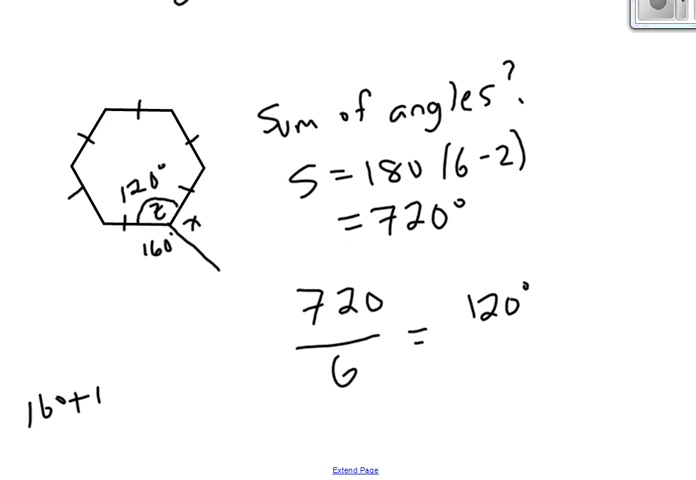 Sum of angles?
S = 180 (6-2)
= 720°
120°
z
x
160°
720
6
= 120°
160+1
Extend Page